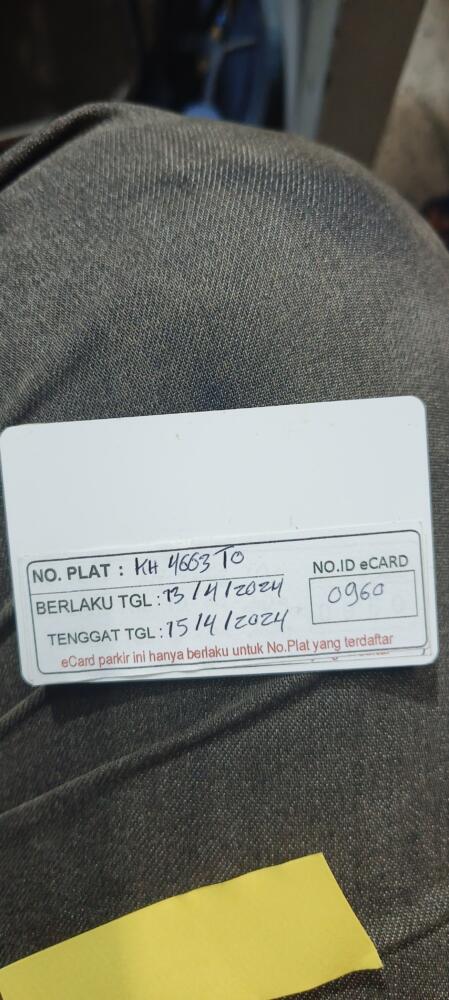 NO. PLAT : KH 4663 TO
BERLAKU TGL : 13/4/2024
TENGGAT TGL : 15/4/2024
NO.ID eCARD
0960
eCard parkir ini hanya berlaku untuk No.Plat yang terdaftar